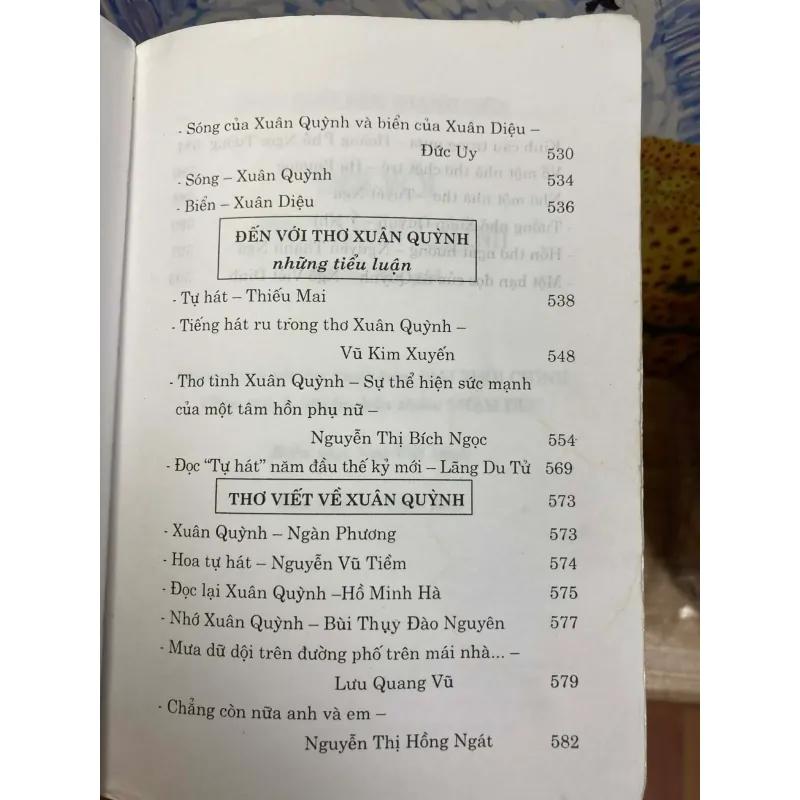 - Sóng của Xuân Quỳnh và biển của Xuân Diệu –
Đức Uy 530
- Sóng – Xuân Quỳnh 534
- Biển – Xuân Diệu 536
ĐẾN VỚI THƠ XUÂN QUỲNH
những tiểu luận
- Tự hát – Thiếu Mai 538
- Tiếng hát ru trong thơ Xuân Quỳnh –
Vũ Kim Xuyến 548
- Thơ tình Xuân Quỳnh – Sự thể hiện sức mạnh
của một tâm hồn phụ nữ –
Nguyễn Thị Bích Ngọc 554
- Đọc “Tự hát” năm đầu thế kỷ mới – Lãng Du Tử 569
THƠ VIẾT VỀ XUÂN QUỲNH 573
- Xuân Quỳnh – Ngàn Phương 573
- Hoa tự hát – Nguyễn Vũ Tiềm 574
- Đọc lại Xuân Quỳnh –Hồ Minh Hà 575
- Nhớ Xuân Quỳnh – Bùi Thụy Đào Nguyên 577
- Mưa dữ dội trên đường phố trên mái nhà... –
Lưu Quang Vũ 579
- Chẳng còn nữa anh và em –
Nguyễn Thị Hồng Ngát 582